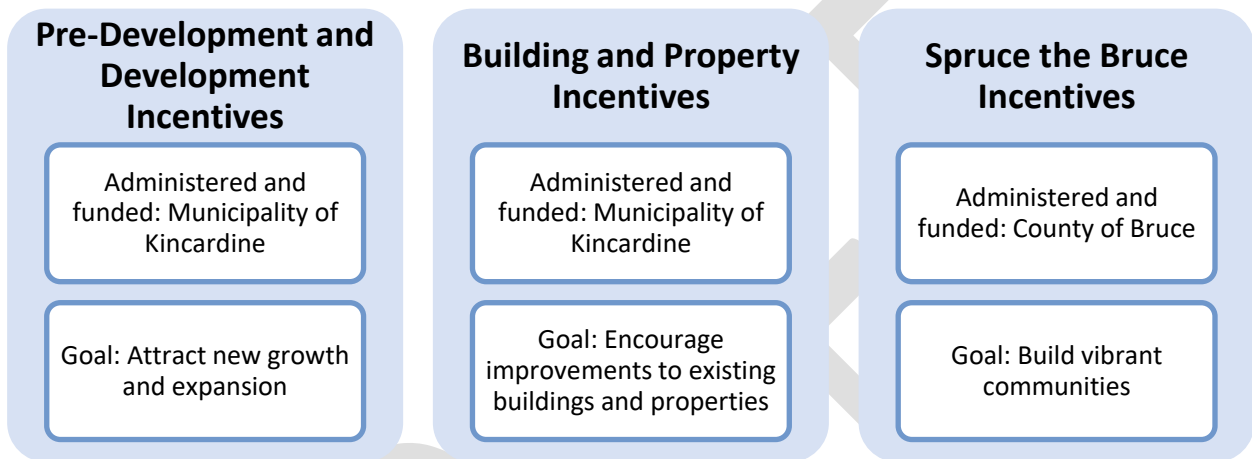 Pre-Development and
Development
Incentives
Administered and
funded: Municipality of
Kincardine
Goal: Attract new growth
and expansion
Building and Property
Incentives
Administered and
funded: Municipality of
Kincardine
Goal: Encourage
improvements to existing
buildings and properties
Spruce the Bruce
Incentives
Administered and
funded: County of Bruce
Goal: Build vibrant
communities